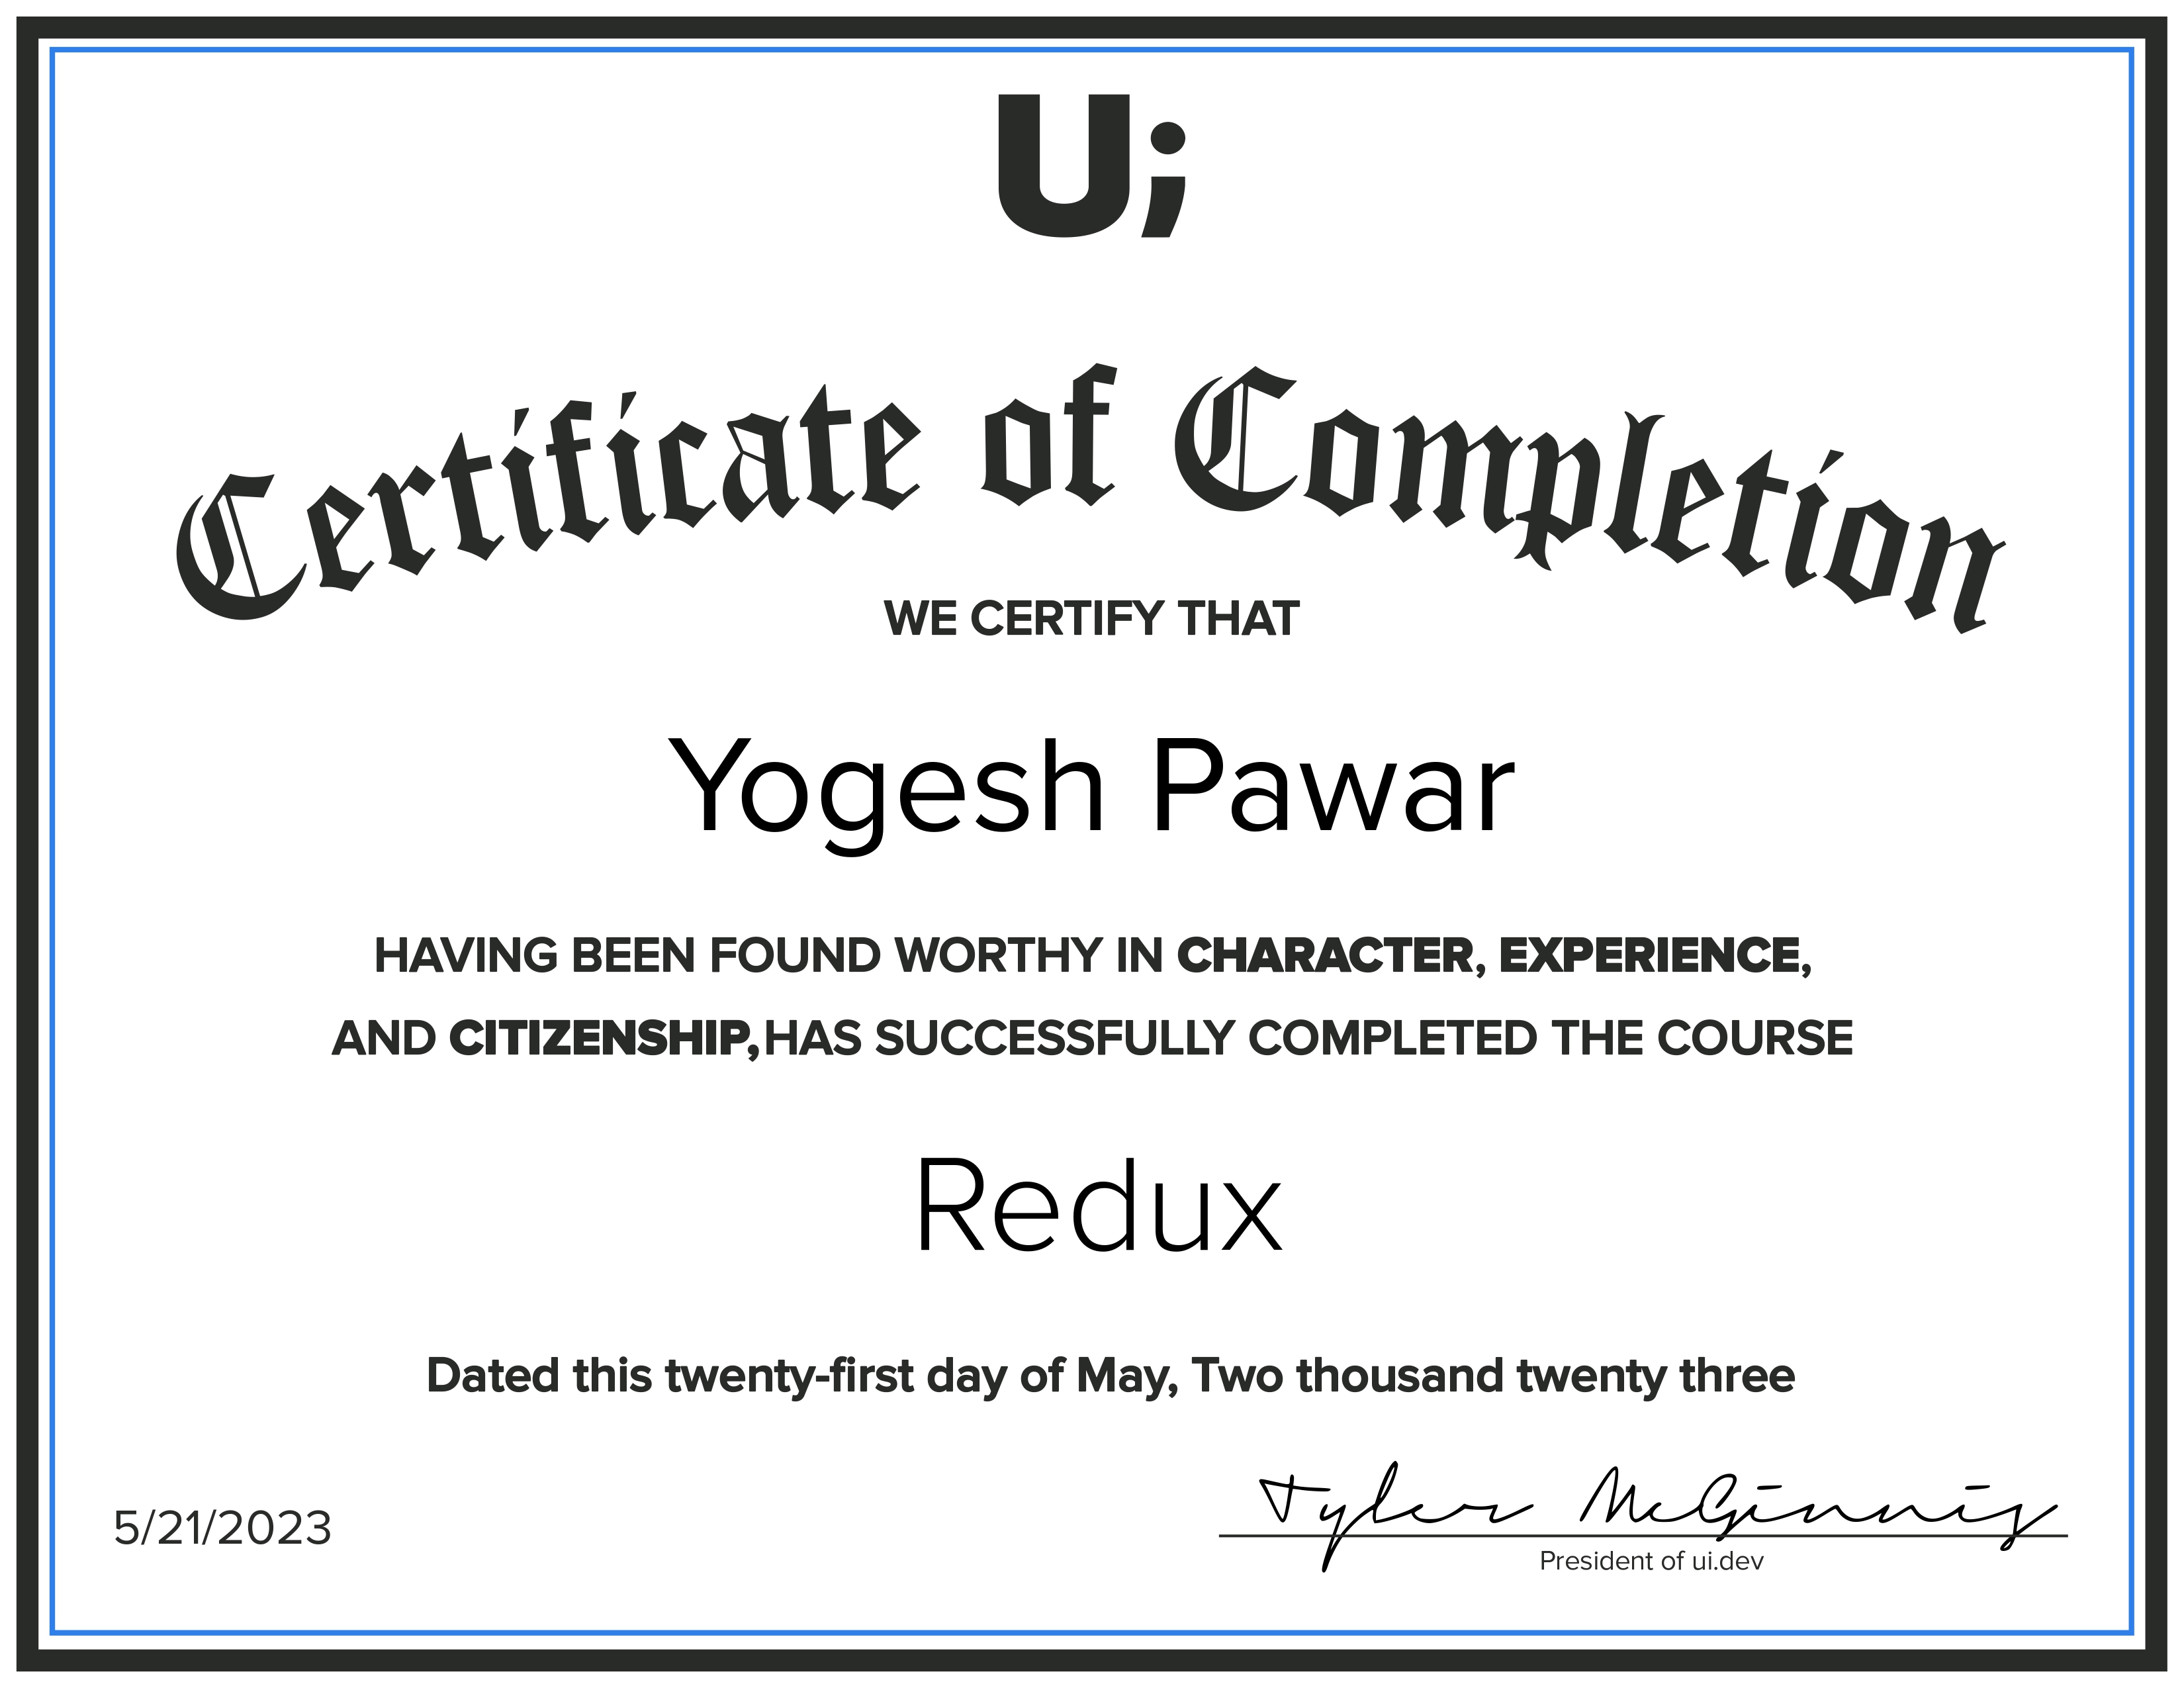 Ui;
Certificate of Completion
WE CERTIFY THAT
Yogesh Pawar
HAVING BEEN FOUND WORTHY IN CHARACTER, EXPERIENCE,
AND CITIZENSHIP, HAS SUCCESSFULLY COMPLETED THE COURSE
Redux
Dated this twenty-first day of May, Two thousand twenty three
Tyler McGinnis
5/21/2023
President of ui.dev